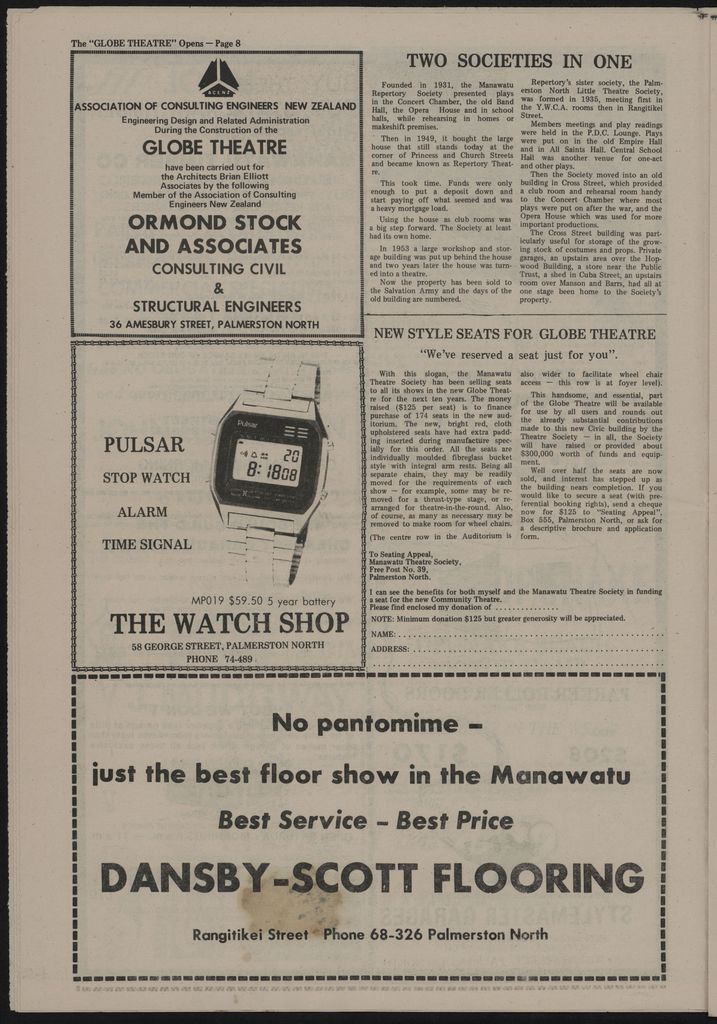 The "GLOBE THEATRE" Opens — Page 8
ACENZ
ASSOCIATION OF CONSULTING ENGINEERS NEW ZEALAND
Engineering Design and Related Administration
During the Construction of the
GLOBE THEATRE
have been carried out for
the Architects Brian Elliott
Associates by the following
Member of the Association of Consulting
Engineers New Zealand
ORMOND STOCK
AND ASSOCIATES
CONSULTING CIVIL
&
STRUCTURAL ENGINEERS
36 AMESBURY STREET, PALMERSTON NORTH
PULSAR
STOP WATCH
ALARM
TIME SIGNAL
Pulsar
20
8:1808
MP019 $59.50 5 year battery
THE WATCH SHOP
58 GEORGE STREET, PALMERSTON NORTH
PHONE 74-489
TWO SOCIETIES IN ONE
Founded in 1931, the Manawatu
Repertory Society presented plays
in the Concert Chamber, the old Band
Hall, the Opera House and in school
halls, while rehearsing in homes or
makeshift premises.
Then in 1949, it bought the large
house that still stands today at the
corner of Princess and Church Streets
and became known as Repertory Theat-
re.
This took time. Funds were only
enough to put a deposit down and
start paying off what seemed and was
a heavy mortgage load.
Using the house as club rooms was
a big step forward. The Society at least
had its own home.
In 1953 a large workshop and stor-
age building was put up behind the house
and two years later the house was turn-
ed into a theatre.
Now the property has been sold to
the Salvation Army and the days of the
old building are numbered.
Repertory's sister society, the Palm-
erston North Little Theatre Society,
was formed in 1935, meeting first in
the Y.W.C.A. rooms then in Rangitikei
Street.
Members meetings and play readings
were held in the P.D.C. Lounge. Plays
were put on in the old Empire Hall
and in All Saints Hall. Central School
Hall was another venue for one-act
and other plays.
Then the Society moved into an old
building in Cross Street, which provided
a club room and rehearsal room handy
to the Concert Chamber where most
plays were put on after the war, and the
Opera House which was used for more
important productions.
The Cross Street building was part-
icularly useful for storage of the grow-
ing stock of costumes and props. Private
garages, an upstairs area over the Hop-
wood Building, a store near the Public
Trust, a shed in Cuba Street, an upstairs
room over Manson and Barrs, had all at
one stage been home to the Society's
property.
NEW STYLE SEATS FOR GLOBE THEATRE
"We've reserved a seat just for you".
With this slogan, the Manawatu
Theatre Society has been selling seats
to all its shows in the new Globe Theat-
re for the next ten years. The money
raised ($125 per seat) is to finance
purchase of 174 seats in the new aud-
itorium. The new, bright red, cloth
upholstered seats have had extra padd-
ing inserted during manufacture spec-
ially for this order. All the seats are
individually moulded fibreglass bucket
style with integral arm rests. Being all
separate chairs, they may be readily
moved for the requirements of each
show — for example, some may be re-
moved for a thrust-type stage, or re-
arranged for theatre-in-the-round. Also,
of course, as many as necessary may be
removed to make room for wheel chairs.
(The centre row in the Auditorium is
also wider to facilitate wheel chair
access — this row is at foyer level).
This handsome, and essential, part
of the Globe Theatre will be available
for use by all users and rounds out
the already substantial contributions
made to this new Civic building by the
Theatre Society — in all, the Society
will have raised or provided about
$300,000 worth of funds and equip-
ment.
Well over half the seats are now
sold, and interest has stepped up as
the building nears completion. If you
would like to secure a seat (with pre-
ferential booking rights), send a cheque
now for $125 to "Seating Appeal",
Box 555, Palmerston North, or ask for
a descriptive brochure and application
form.
To Seating Appeal,
Manawatu Theatre Society,
Free Post No. 39,
Palmerston North.
I can see the benefits for both myself and the Manawatu Theatre Society in funding
a seat for the new Community Theatre.
Please find enclosed my donation of . . . . . . . . . . . . . .
NOTE: Minimum donation $125 but greater generosity will be appreciated.
NAME: . . . . . . . . . . . . . . . . . . . . . . . . . . . . . . . . . . . . . . . .
ADDRESS: . . . . . . . . . . . . . . . . . . . . . . . . . . . . . . . . . . . . . .
No pantomime –
just the best floor show in the Manawatu
Best Service – Best Price
DANSBY-SCOTT FLOORING
Rangitikei Street Phone 68-326 Palmerston North